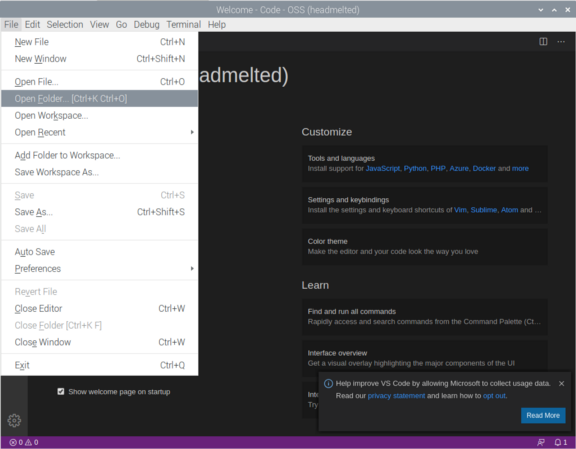 Welcome - Code - OSS (headmelted)
File Edit Selection View Go Debug Terminal Help
New File Ctrl+N
New Window Ctrl+Shift+N
Open File... Ctrl+O
Open Folder... [Ctrl+K Ctrl+O]
Open Workspace...
Open Recent
Add Folder to Workspace...
Save Workspace As...
Save Ctrl+S
Save As... Ctrl+Shift+S
Save All
Auto Save
Preferences
Revert File
Close Editor Ctrl+W
Close Folder [Ctrl+K F]
Close Window Ctrl+W
Exit Ctrl+Q
admelted)
Customize
Tools and languages
Install support for JavaScript, Python, PHP, Azure, Docker and more
Settings and keybindings
Install the settings and keyboard shortcuts of Vim, Sublime, Atom and ...
Color theme
Make the editor and your code look the way you love
Learn
Find and run all commands
Rapidly access and search commands from the Command Palette (Ct...
Interface overview
Get a visual overlay highlighting the major components of the UI
Inte
Try
Show welcome page on startup
Help improve VS Code by allowing Microsoft to collect usage data.
Read our privacy statement and learn how to opt out.
Read More
0 0
1